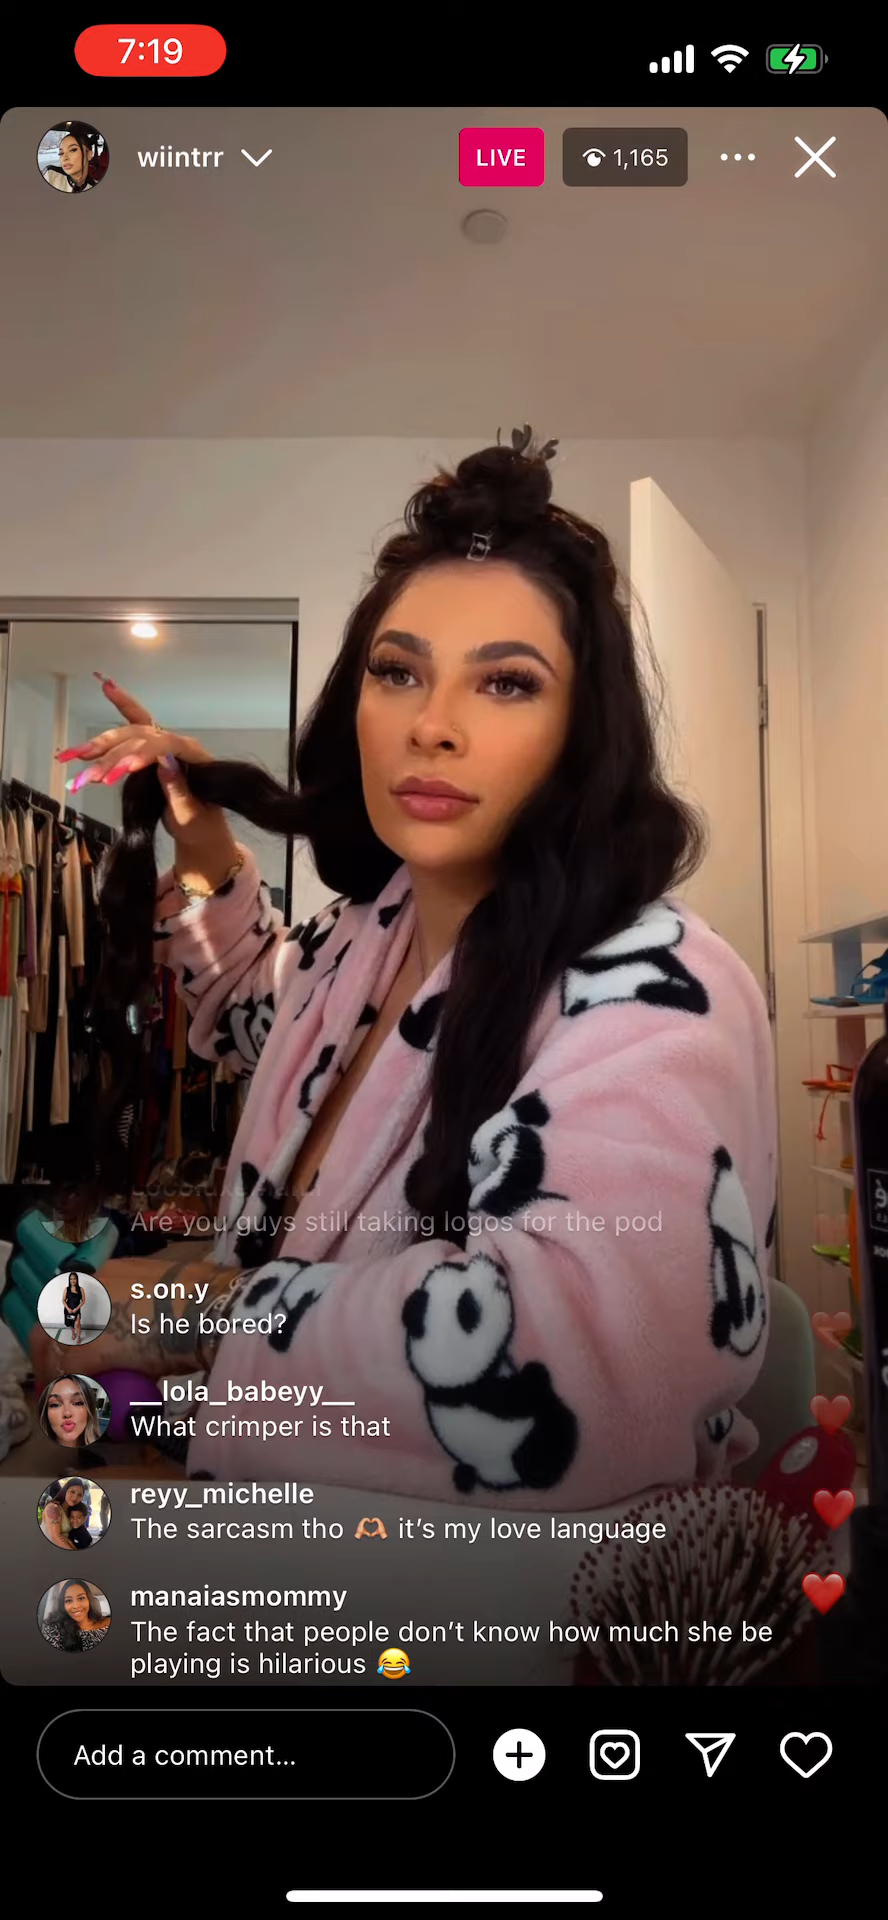 7:19
wiintrr
LIVE
1,165
Are you guys still taking logos for the pod
s.on.y
Is he bored?
__lola_babeyy__
What crimper is that
reyy_michelle
The sarcasm tho 🫶🏼 it’s my love language
manaiasmommy
The fact that people don’t know how much she be
playing is hilarious 😂
Add a comment...